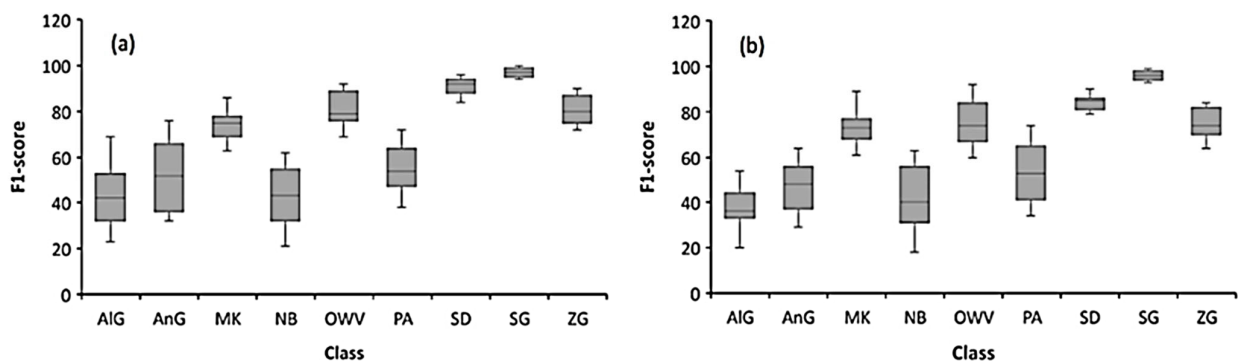 (a)
F1-score
120
100
80
60
40
20
0
AlG AnG MK NB OWV PA SD SG ZG
Class
(b)
F1-score
120
100
80
60
40
20
0
AlG AnG MK NB OWV PA SD SG ZG
Class